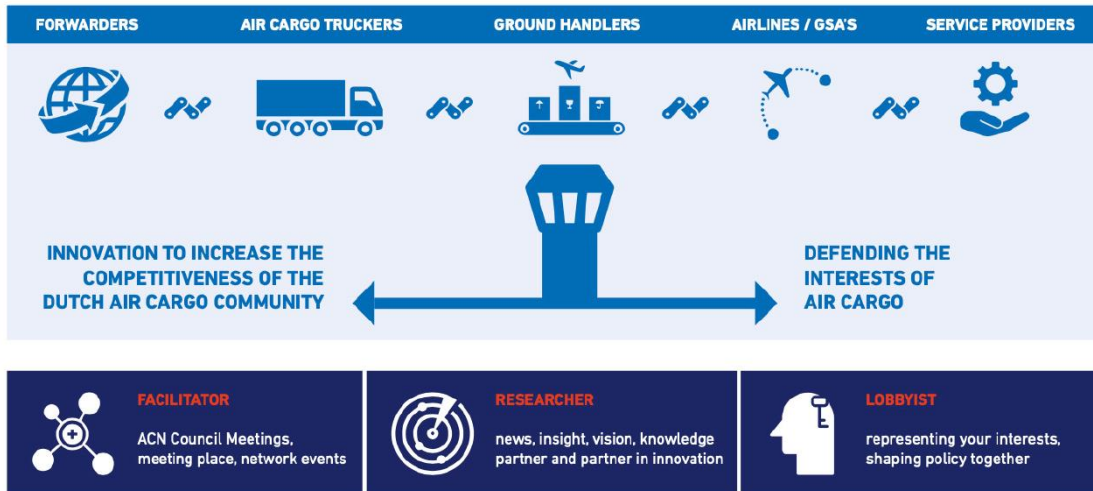 FORWARDERS
AIR CARGO TRUCKERS
GROUND HANDLERS
AIRLINES / GSA'S
SERVICE PROVIDERS
INNOVATION TO INCREASE THE
COMPETITIVENESS OF THE
DUTCH AIR CARGO COMMUNITY
DEFENDING THE
INTERESTS OF
AIR CARGO
FACILITATOR
ACN Council Meetings,
meeting place, network events
RESEARCHER
news, insight, vision, knowledge
partner and partner in innovation
LOBBYIST
representing your interests,
shaping policy together